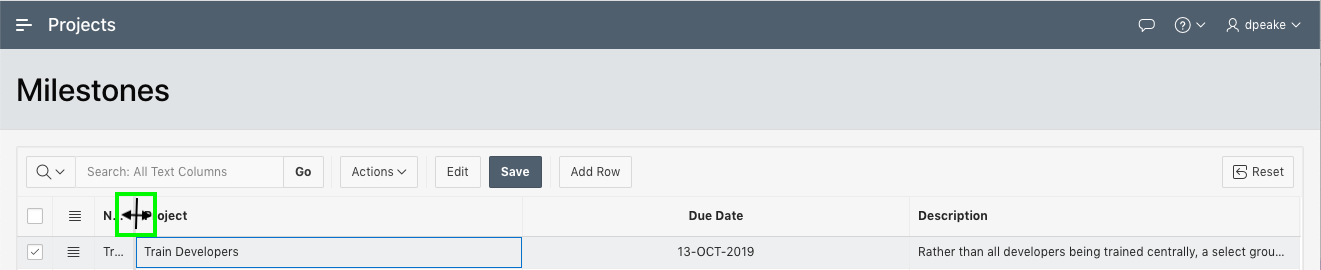 Projects
dpeake
Milestones
Search: All Text Columns
Go
Actions
Edit
Save
Add Row
Reset
N...
Project
Due Date
Description
Tr...
Train Developers
13-OCT-2019
Rather than all developers being trained centrally, a select grou...